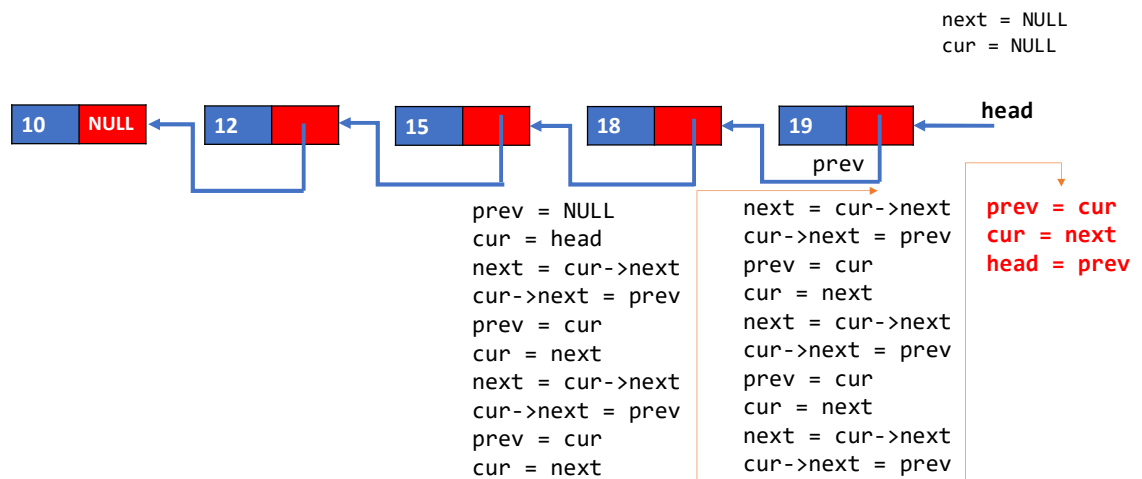 next = NULL
cur = NULL
10 NULL 12 15 18 19 head
prev
prev = NULL
cur = head
next = cur->next
cur->next = prev
prev = cur
cur = next
next = cur->next
cur->next = prev
prev = cur
cur = next
next = cur->next
cur->next = prev
prev = cur
cur = next
next = cur->next
cur->next = prev
prev = cur
cur = next
next = cur->next
cur->next = prev
prev = cur
cur = next
head = prev